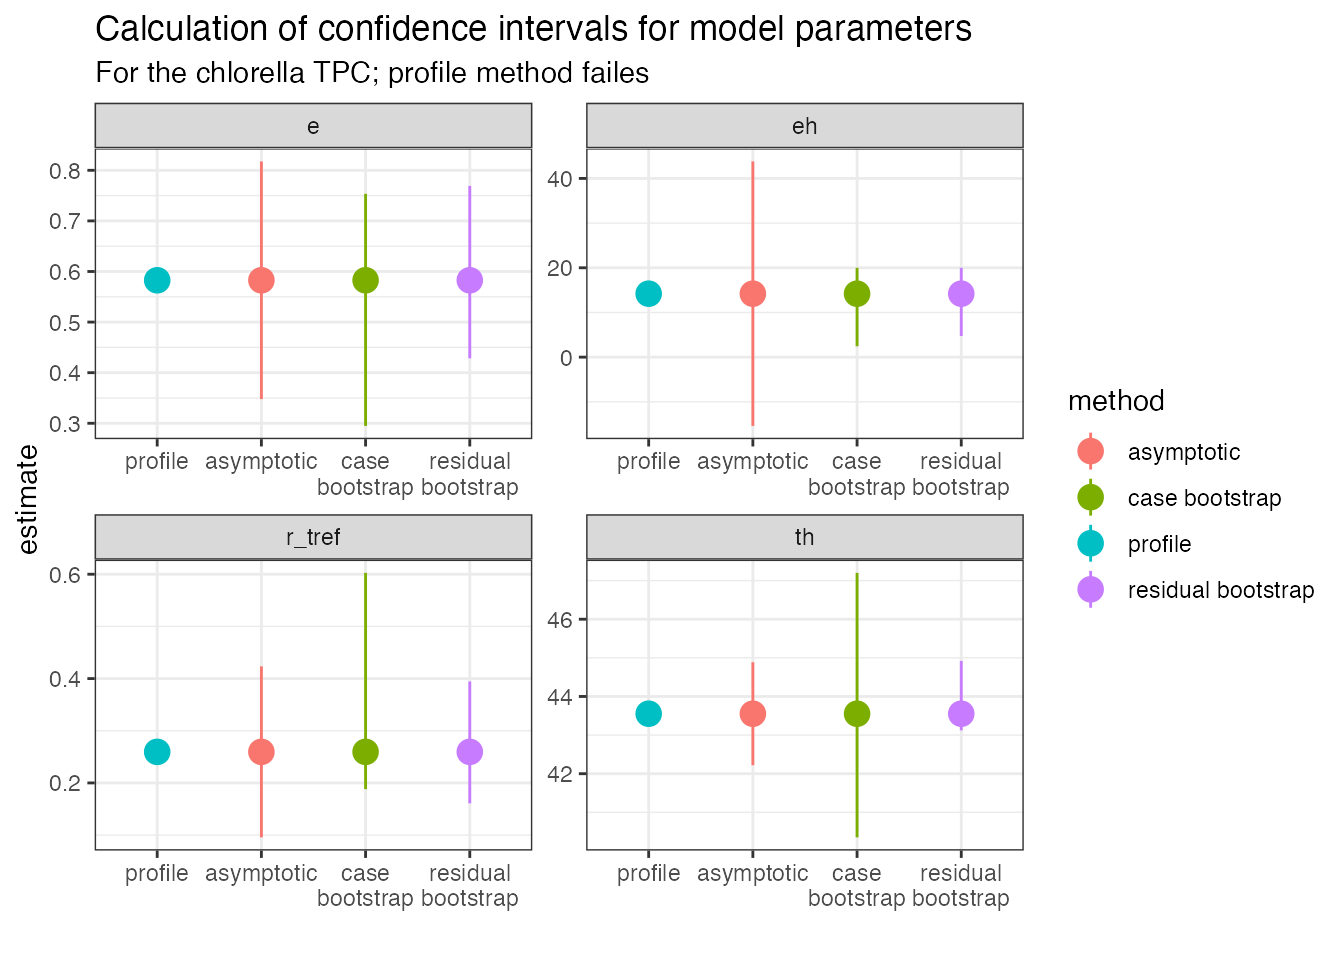 Calculation of confidence intervals for model parameters
For the chlorella TPC; profile method failes
e
0.8
0.7
0.6
0.5
0.4
0.3
profile asymptotic case bootstrap residual bootstrap
eh
40
20
0
profile asymptotic case bootstrap residual bootstrap
estimate
r_tref
0.6
0.4
0.2
profile asymptotic case bootstrap residual bootstrap
th
46
44
42
profile asymptotic case bootstrap residual bootstrap
method
asymptotic
case bootstrap
profile
residual bootstrap